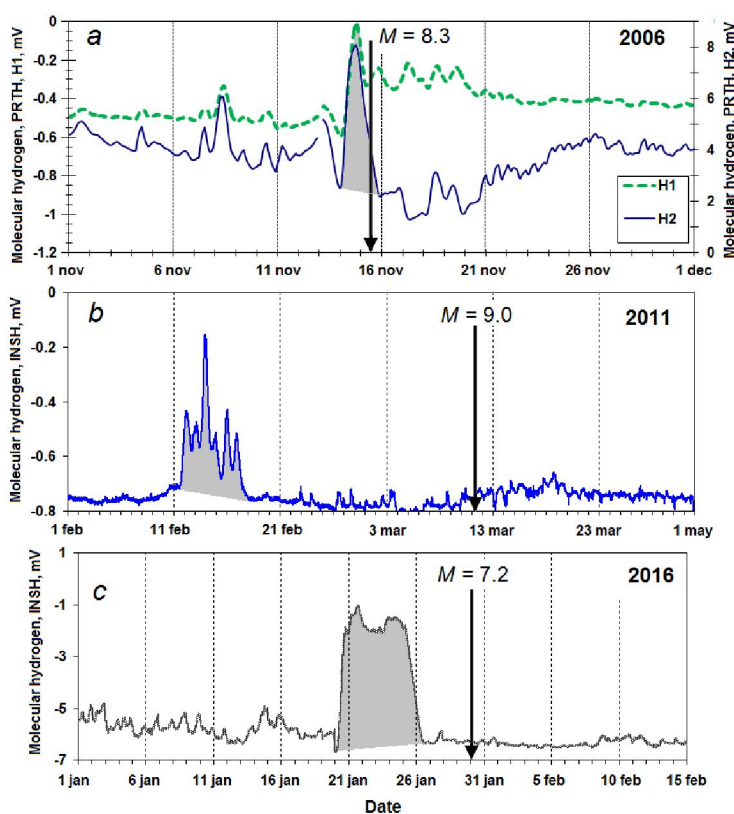 a
M = 8.3
2006
Molecular hydrogen, PRTH, H1, mV
0
-0.2
-0.4
-0.6
-0.8
-1
-1.2
Molecular hydrogen, PRTH, H2, mV
8
6
4
2
0
H1
H2
1 nov 6 nov 11 nov 16 nov 21 nov 26 nov 1 dec
b
M = 9.0
2011
Molecular hydrogen, INSH, mV
0
-0.2
-0.4
-0.6
-0.8
1 feb 11 feb 21 feb 3 mar 13 mar 23 mar 1 may
c
M = 7.2
2016
Molecular hydrogen, INSH, mV
1
-1
-3
-5
-7
1 jan 6 jan 11 jan 21 jan 26 jan 31 jan 5 feb 10 feb 15 feb
Date